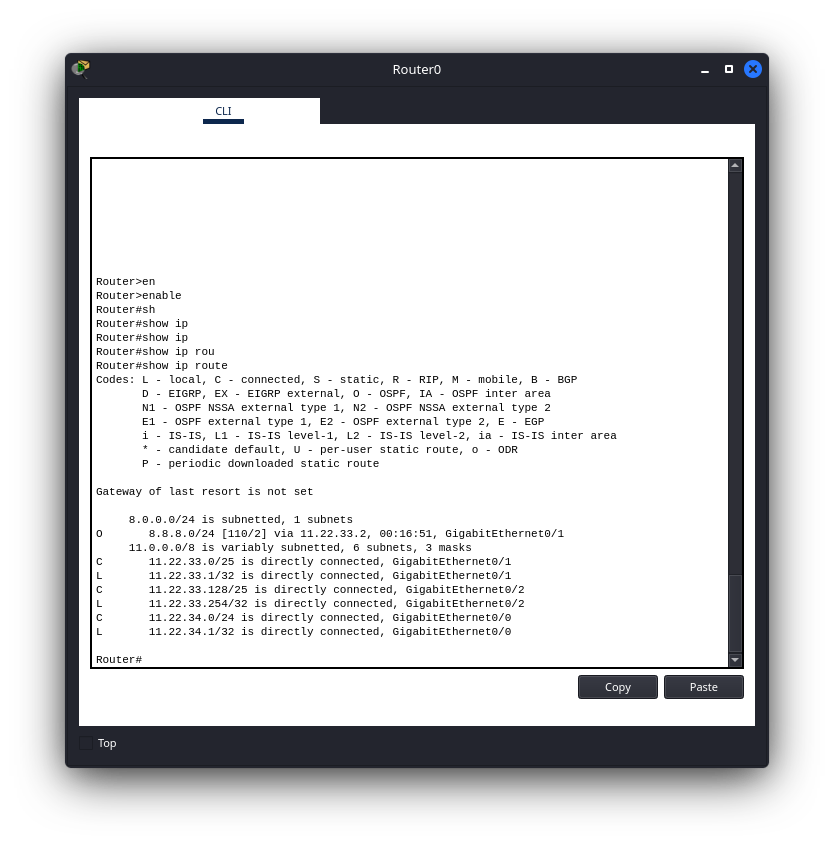 Router0
CLI
Router>en
Router>enable
Router#sh
Router#show ip
Router#show ip
Router#show ip rou
Router#show ip route
Codes: L - local, C - connected, S - static, R - RIP, M - mobile, B - BGP
       D - EIGRP, EX - EIGRP external, O - OSPF, IA - OSPF inter area
       N1 - OSPF NSSA external type 1, N2 - OSPF NSSA external type 2
       E1 - OSPF external type 1, E2 - OSPF external type 2, E - EGP
       i - IS-IS, L1 - IS-IS level-1, L2 - IS-IS level-2, ia - IS-IS inter area
       * - candidate default, U - per-user static route, o - ODR
       P - periodic downloaded static route
Gateway of last resort is not set
     8.0.0.0/24 is subnetted, 1 subnets
O       8.8.8.0/24 [110/2] via 11.22.33.2, 00:16:51, GigabitEthernet0/1
     11.0.0.0/8 is variably subnetted, 6 subnets, 3 masks
C       11.22.33.0/25 is directly connected, GigabitEthernet0/1
L       11.22.33.1/32 is directly connected, GigabitEthernet0/1
C       11.22.33.128/25 is directly connected, GigabitEthernet0/2
L       11.22.33.254/32 is directly connected, GigabitEthernet0/2
C       11.22.34.0/24 is directly connected, GigabitEthernet0/0
L       11.22.34.1/32 is directly connected, GigabitEthernet0/0
Router#
Copy Paste
Top